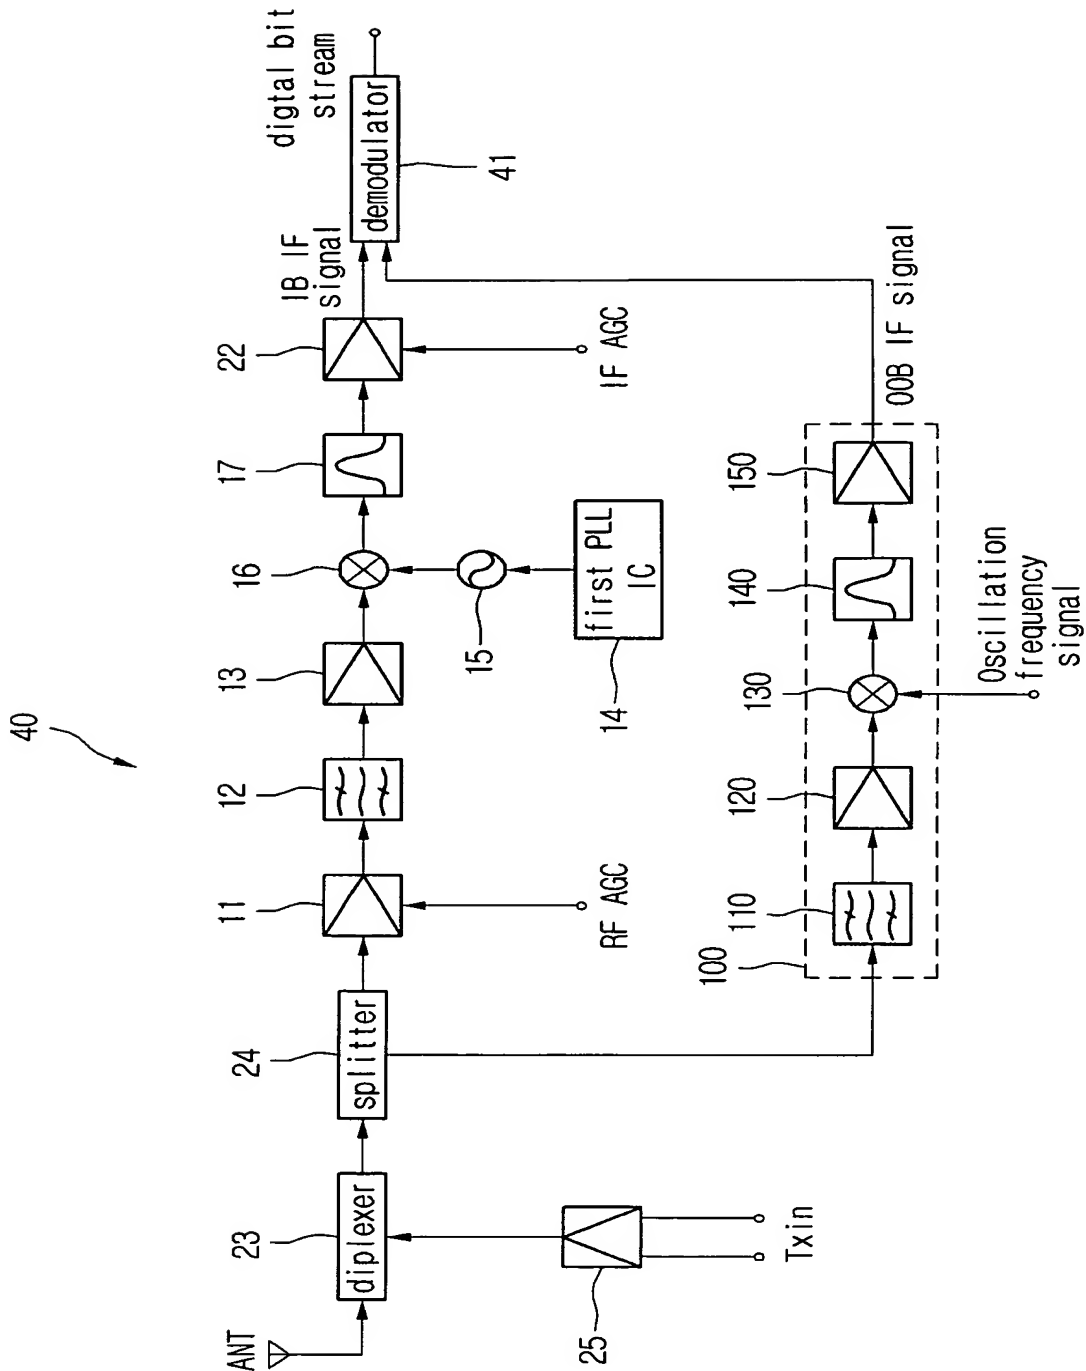 40
ANT
23
diplexer
24
splitter
11
12
13
16
17
22
IB IF
signal
digtal bit
stream
demodulator
41
RF AGC
15
first PLL
IC
14
IF AGC
25
Txin
100
110
120
130
140
150
OOB IF signal
Oscillation
frequency
signal